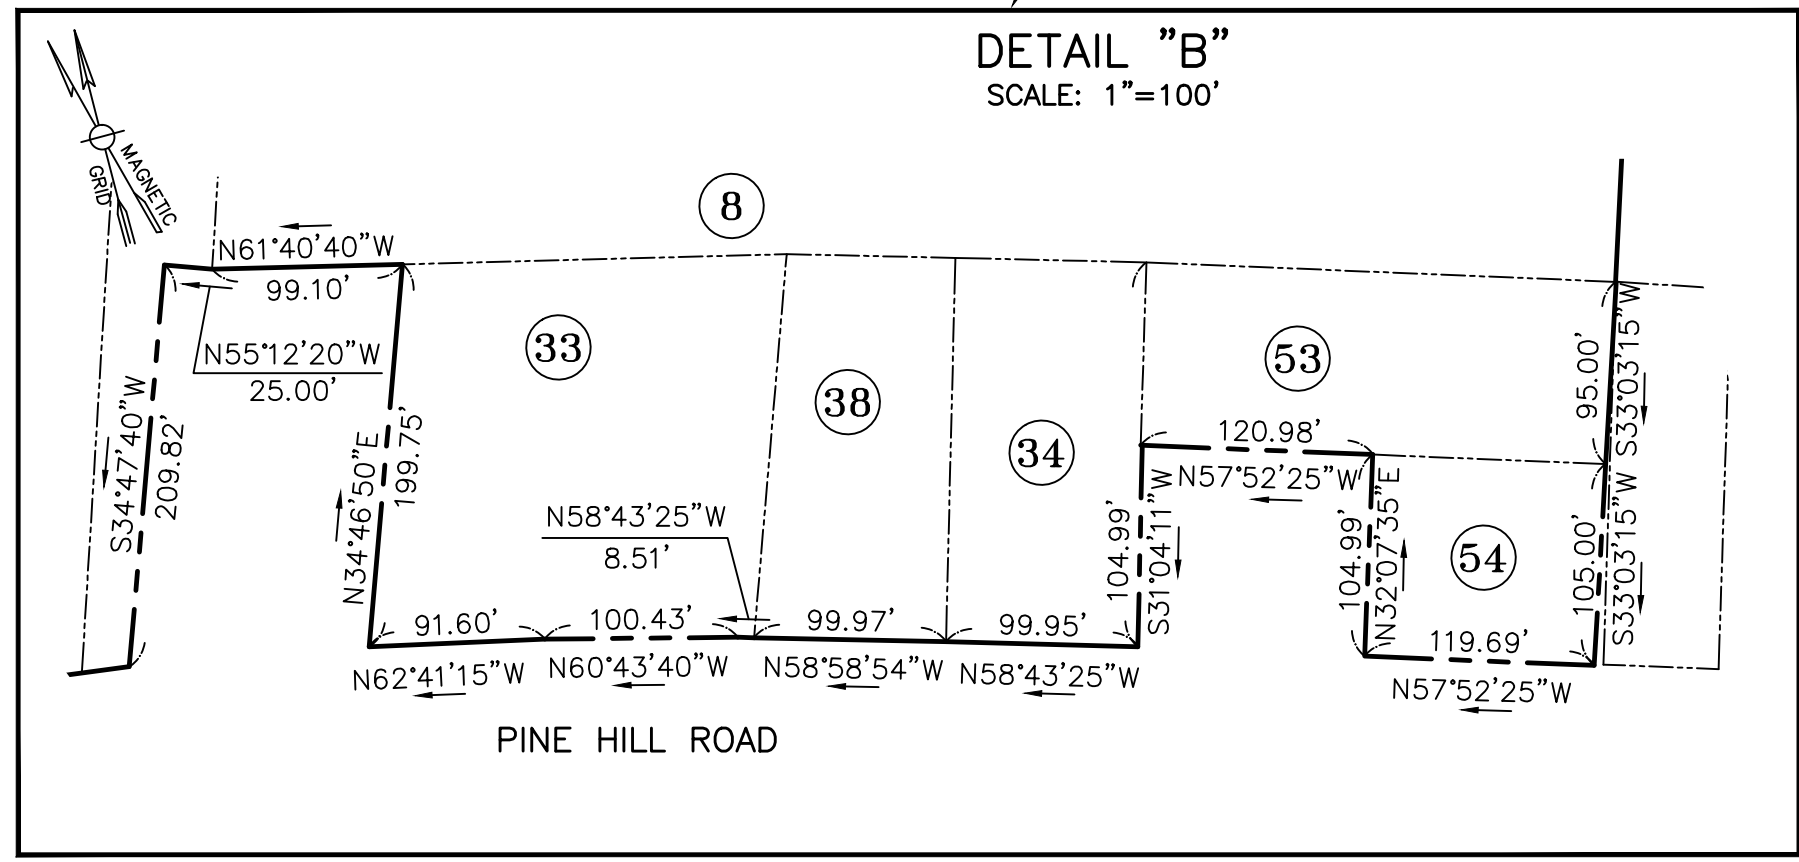 DETAIL "B"
SCALE: 1"=100'
MAGNETIC
GRID
8
N61°40'40"W
99.10'
N55°12'20"W
25.00'
S34°47'40"W
209.82'
N34°46'50"E
199.75'
33
38
34
53
54
N58°43'25"W
8.51'
91.60'
100.43'
99.97'
99.95'
N62°41'15"W
N60°43'40"W
N58°58'54"W
N58°43'25"W
104.99'
S31°04'11"W
120.98'
N57°52'25"W
104.99'
N32°07'35"E
95.00'
S33°03'15"W
105.00'
S33°03'15"W
119.69'
N57°52'25"W
PINE HILL ROAD